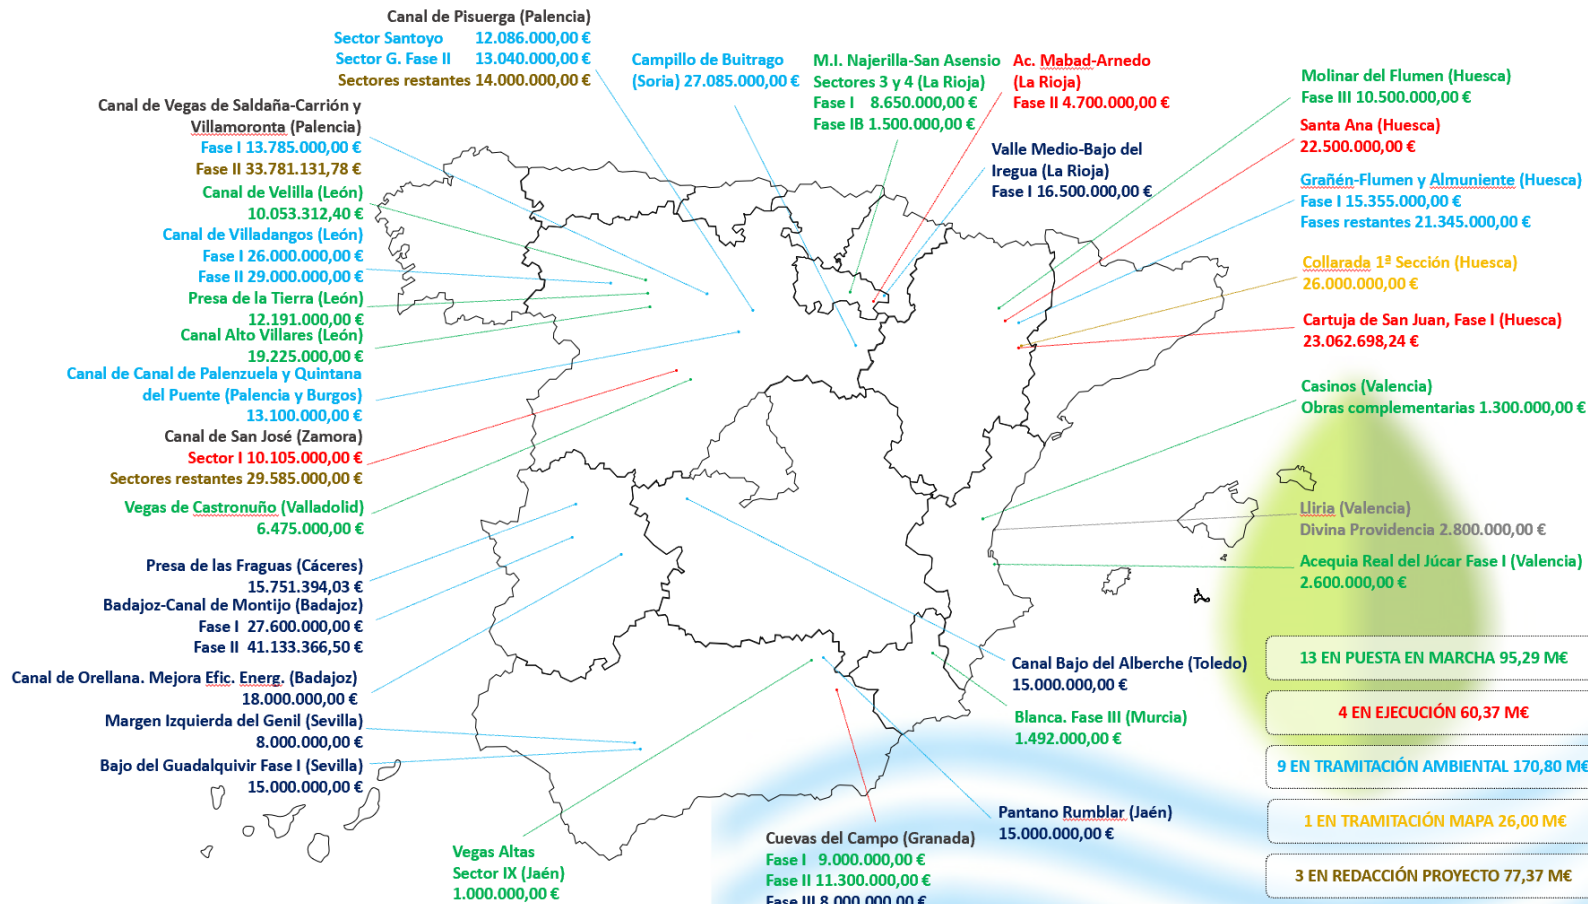 Canal de Pisuerga (Palencia)
Sector Santoyo 12.086.000,00 €
Sector G. Fase II 13.040.000,00 €
Sectores restantes 14.000.000,00 €
Campillo de Buitrago
(Soria) 27.085.000,00 €
M.I. Najerilla-San Asensio
Sectores 3 y 4 (La Rioja)
Fase I 8.650.000,00 €
Fase IB 1.500.000,00 €
Ac. Mabad-Arnedo
(La Rioja)
Fase II 4.700.000,00 €
Valle Medio-Bajo del
Iregua (La Rioja)
Fase I 16.500.000,00 €
Canal de Vegas de Saldaña-Carrión y
Villamoronta (Palencia)
Fase I 13.785.000,00 €
Fase II 33.781.131,78 €
Canal de Velilla (León)
10.053.312,40 €
Canal de Villadangos (León)
Fase I 26.000.000,00 €
Fase II 29.000.000,00 €
Presa de la Tierra (León)
12.191.000,00 €
Canal Alto Villares (León)
19.225.000,00 €
Canal de Canal de Palenzuela y Quintana
del Puente (Palencia y Burgos)
13.100.000,00 €
Canal de San José (Zamora)
Sector I 10.105.000,00 €
Sectores restantes 29.585.000,00 €
Vegas de Castronuño (Valladolid)
6.475.000,00 €
Presa de las Fraguas (Cáceres)
15.751.394,03 €
Badajoz-Canal de Montijo (Badajoz)
Fase I 27.600.000,00 €
Fase II 41.133.366,50 €
Canal de Orellana. Mejora Efic. Energ. (Badajoz)
18.000.000,00 €
Margen Izquierda del Genil (Sevilla)
8.000.000,00 €
Bajo del Guadalquivir Fase I (Sevilla)
15.000.000,00 €
Vegas Altas
Sector IX (Jaén)
1.000.000,00 €
Cuevas del Campo (Granada)
Fase I 9.000.000,00 €
Fase II 11.300.000,00 €
Fase III 8.000.000,00 €
Pantano Rumblar (Jaén)
15.000.000,00 €
Blanca. Fase III (Murcia)
1.492.000,00 €
Canal Bajo del Alberche (Toledo)
15.000.000,00 €
Molinar del Flumen (Huesca)
Fase III 10.500.000,00 €
Santa Ana (Huesca)
22.500.000,00 €
Grañén-Flumen y Almuniente (Huesca)
Fase I 15.355.000,00 €
Fases restantes 21.345.000,00 €
Collarada 1ª Sección (Huesca)
26.000.000,00 €
Cartuja de San Juan, Fase I (Huesca)
23.062.698,24 €
Casinos (Valencia)
Obras complementarias 1.300.000,00 €
Lliria (Valencia)
Divina Providencia 2.800.000,00 €
Acequia Real del Júcar Fase I (Valencia)
2.600.000,00 €
13 EN PUESTA EN MARCHA 95,29 M€
4 EN EJECUCIÓN 60,37 M€
9 EN TRAMITACIÓN AMBIENTAL 170,80 M€
1 EN TRAMITACIÓN MAPA 26,00 M€
3 EN REDACCIÓN PROYECTO 77,37 M€